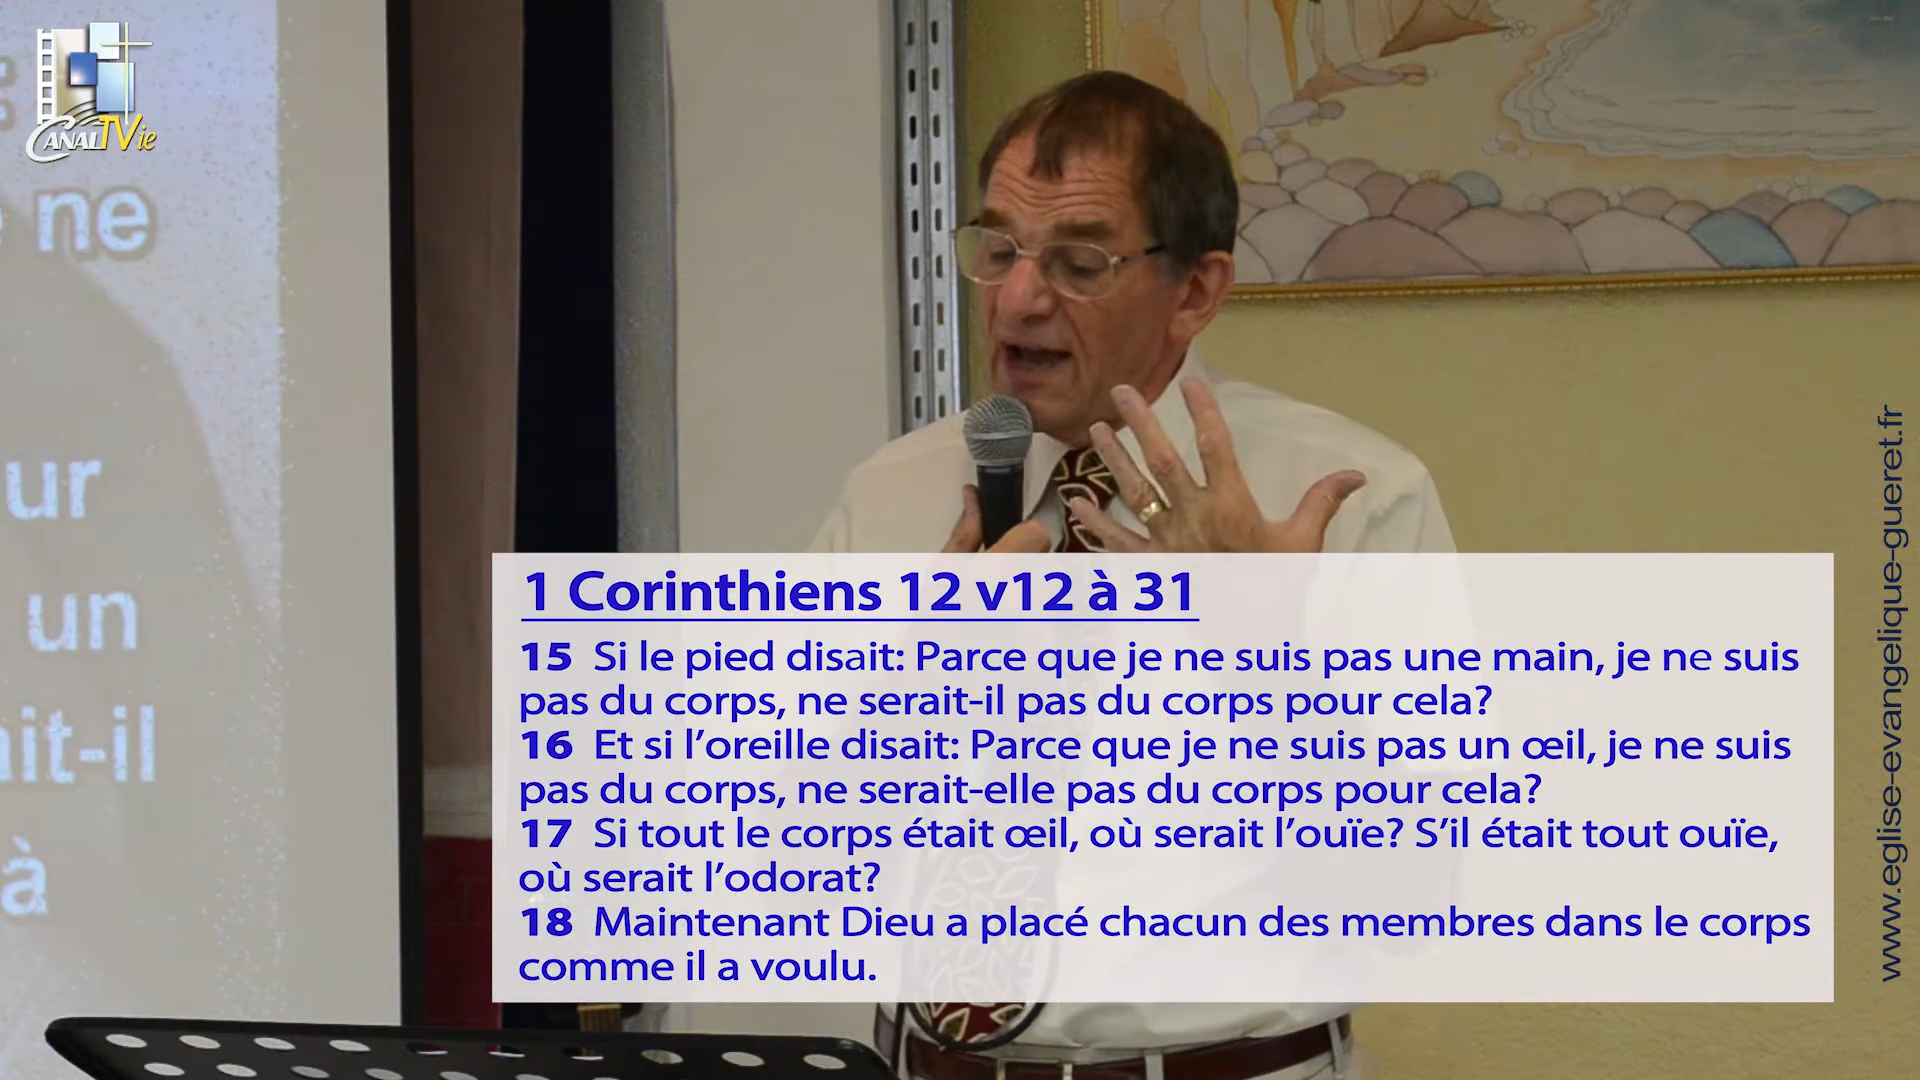 CANAL TVie
ne
ur
un
ait-il
à
1 Corinthiens 12 v12 à 31
15 Si le pied disait: Parce que je ne suis pas une main, je ne suis
pas du corps, ne serait-il pas du corps pour cela?
16 Et si l’oreille disait: Parce que je ne suis pas un œil, je ne suis
pas du corps, ne serait-elle pas du corps pour cela?
17 Si tout le corps était œil, où serait l’ouïe? S’il était tout ouïe,
où serait l’odorat?
18 Maintenant Dieu a placé chacun des membres dans le corps
comme il a voulu.
www.eglise-evangelique-gueret.fr